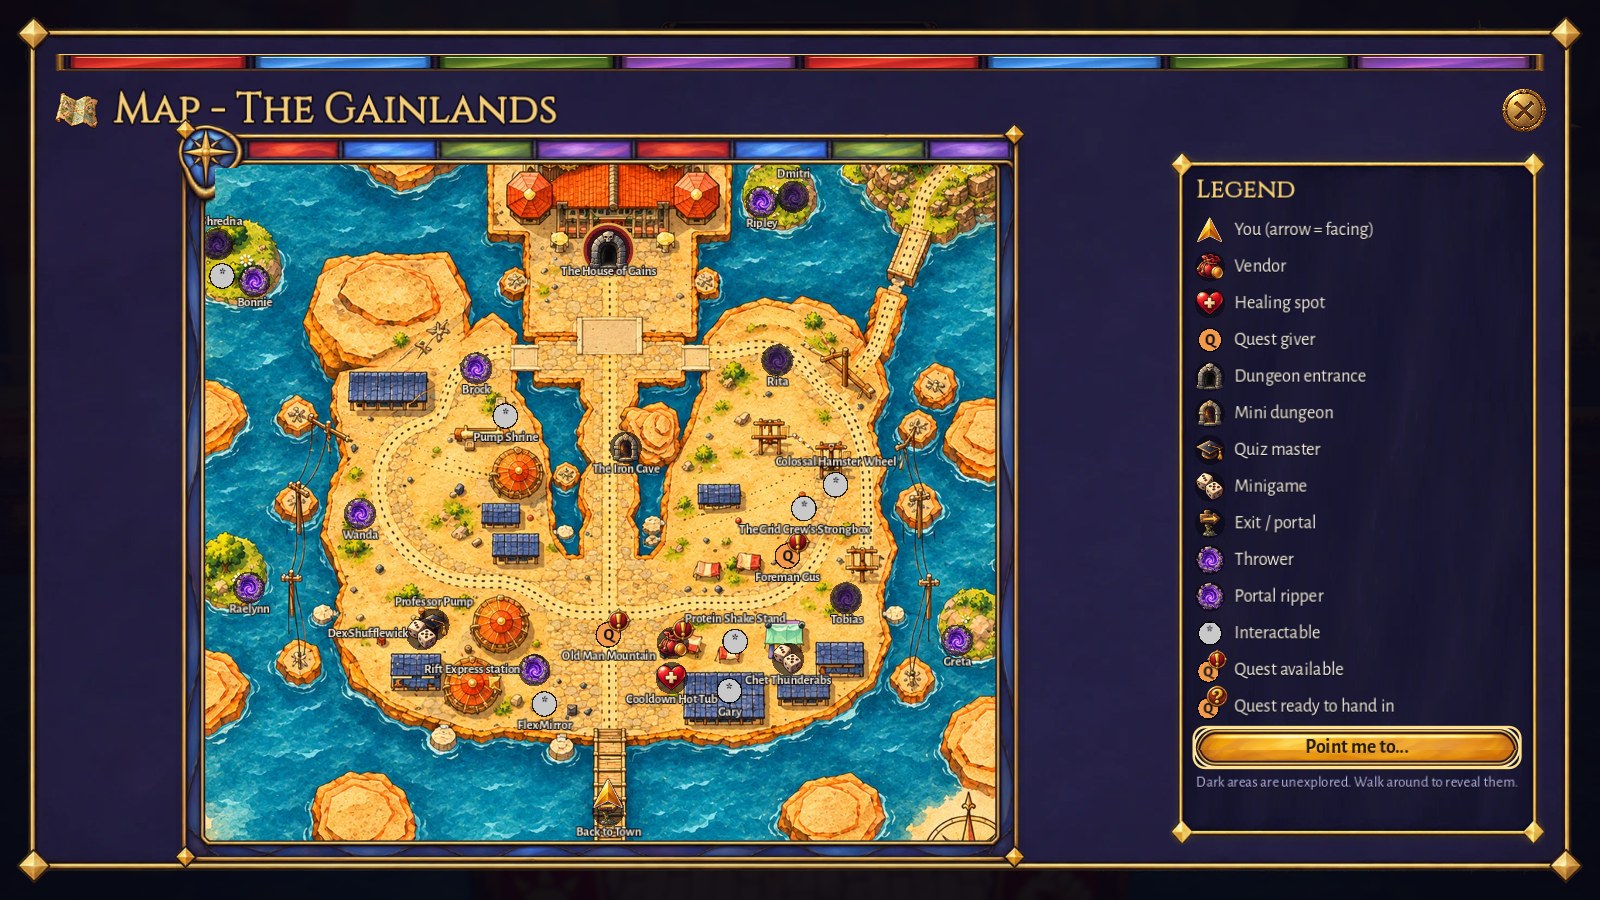 Map - The Gainlands
Dmitri
Ripley
hredna
Bonnie
The House of Gains
Brock
Rita
Pump Shrine
The Iron Cave
Colossal Hamster Wheel
The Grid Crew's Strongbox
Wanda
Foreman Gus
Raelynn
Professor Pump
Dex Shufflewick
Protein Shake Stand
Tobias
Old Man Mountain
Greta
Rift Express station
Chet Thunderabs
Cooldown Hot Tub
Gary
Flex Mirror
Back to Town
Legend
You (arrow = facing)
Vendor
Healing spot
Q Quest giver
Dungeon entrance
Mini dungeon
Quiz master
Minigame
Exit / portal
Thrower
Portal ripper
Interactable
Quest available
Quest ready to hand in
Point me to...
Dark areas are unexplored. Walk around to reveal them.